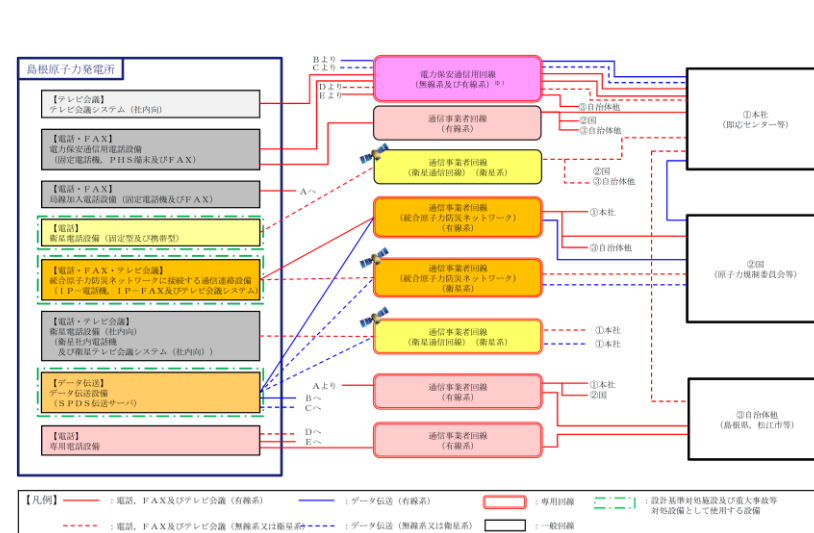 島根原子力発電所
【テレビ会議】
テレビ会議システム（社内向）
【電話・ＦＡＸ】
電力保安通信用電話設備
（固定電話機，ＰＨＳ端末及びＦＡＸ）
【電話・ＦＡＸ】
局線加入電話設備（固定電話機及びＦＡＸ）
【電話】
衛星電話設備（固定型及び携帯型）
【電話・ＦＡＸ・テレビ会議】
統合原子力防災ネットワークに接続する通信連絡設備
（ＩＰ－電話機，ＩＰ－ＦＡＸ及びテレビ会議システム）
【電話・テレビ会議】
衛星電話設備（社内向）
（衛星社内電話機
及び衛星テレビ会議システム（社内向））
【データ伝送】
データ伝送設備
（ＳＰＤＳ伝送サーバ）
【電話】
専用電話設備
Ｂより
Ｃより
Ｄより
Ｅより
Ａへ
Ａより
Ｂへ
Ｃへ
Ｄへ
Ｅへ
電力保安通信用回線
（無線系及び有線系）※）
通信事業者回線
（有線系）
通信事業者回線
（衛星通信回線）（衛星系）
通信事業者回線
（統合原子力防災ネットワーク）
（有線系）
通信事業者回線
（統合原子力防災ネットワーク）
（衛星系）
通信事業者回線
（衛星通信回線）（衛星系）
通信事業者回線
（有線系）
通信事業者回線
（有線系）
③自治体他
②国
③自治体他
②国
③自治体他
①本社
③自治体他
①本社
①本社
①本社
②国
①本社
（即応センター等）
②国
（原子力規制委員会等）
③自治体他
（島根県，松江市等）
【凡例】
：電話，ＦＡＸ及びテレビ会議（有線系）
：データ伝送（有線系）
：専用回線
：設計基準対処施設及び重大事故等
対処設備として使用する設備
：電話，ＦＡＸ及びテレビ会議（無線系又は衛星系）
：データ伝送（無線系又は衛星系）
：一般回線